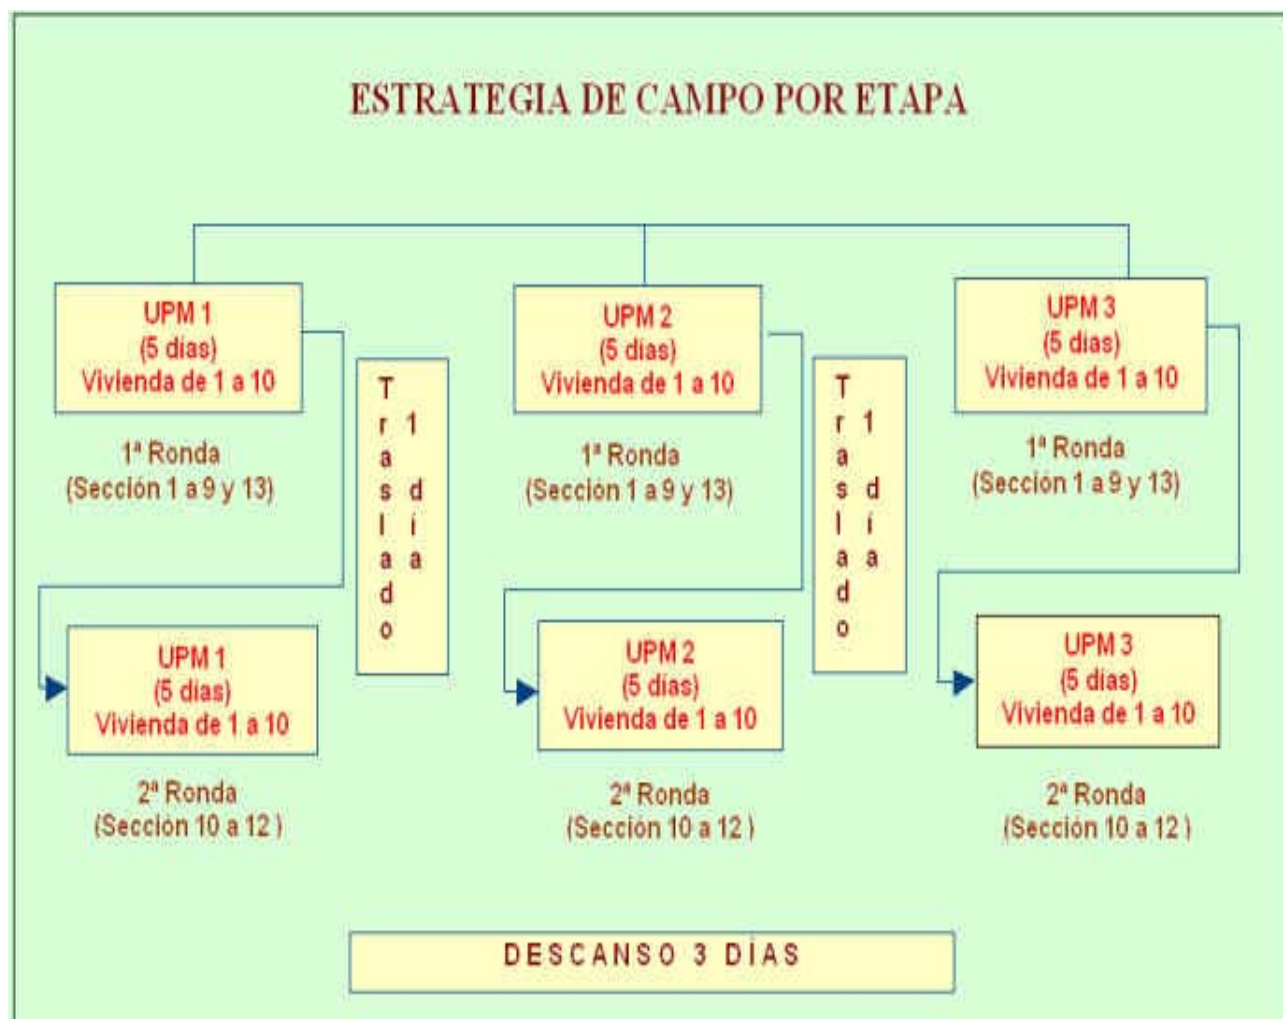 ESTRATEGIA DE CAMPO POR ETAPA
UPM 1
(5 días)
Vivienda de 1 a 10
1ª Ronda
(Sección 1 a 9 y 13)
Traslado
1 día
UPM 2
(5 días)
Vivienda de 1 a 10
1ª Ronda
(Sección 1 a 9 y 13)
Traslado
1 día
UPM 3
(5 días)
Vivienda de 1 a 10
1ª Ronda
(Sección 1 a 9 y 13)
UPM 1
(5 días)
Vivienda de 1 a 10
2ª Ronda
(Sección 10 a 12 )
UPM 2
(5 días)
Vivienda de 1 a 10
2ª Ronda
(Sección 10 a 12 )
UPM 3
(5 días)
Vivienda de 1 a 10
2ª Ronda
(Sección 10 a 12 )
DESCANSO 3 DÍAS